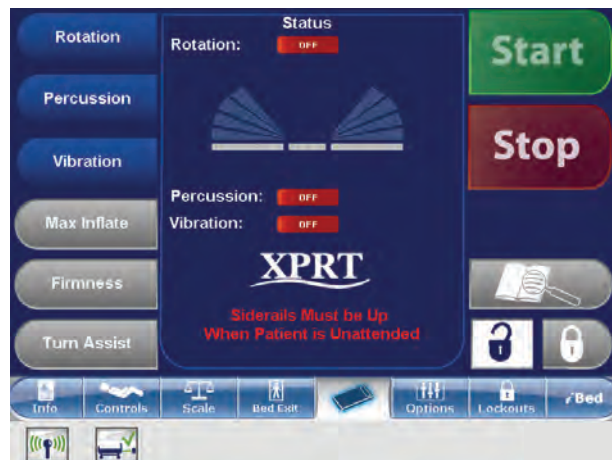 Rotation
Percussion
Vibration
Max Inflate
Firmness
Turn Assist
Status
Rotation: OFF
Percussion: OFF
Vibration: OFF
XPRT
Siderails Must be Up
When Patient is Unattended
Start
Stop
Info
Controls
Scale
Bed Exit
Options
Lockouts
iBed